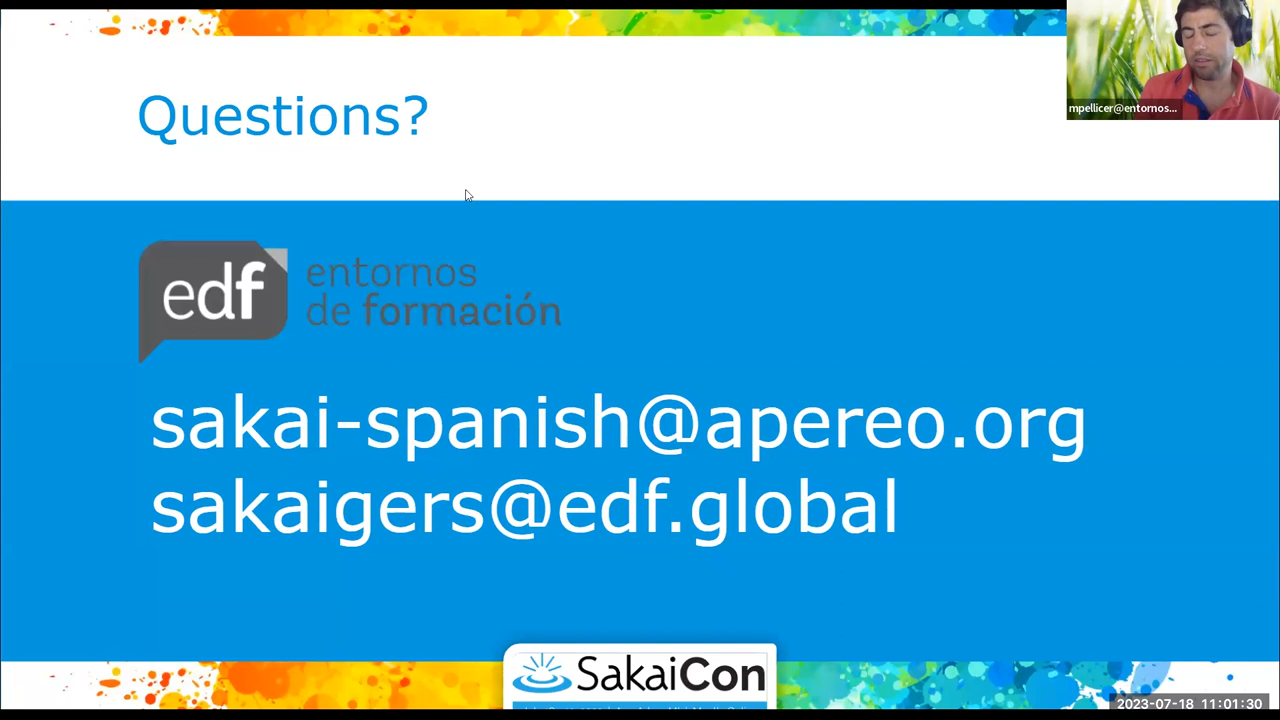 Questions?
mpellicer@entornos...
edf
entornos
de formación
sakai-spanish@apereo.org
sakaigers@edf.global
SakaiCon
2023-07-18 11:01:30